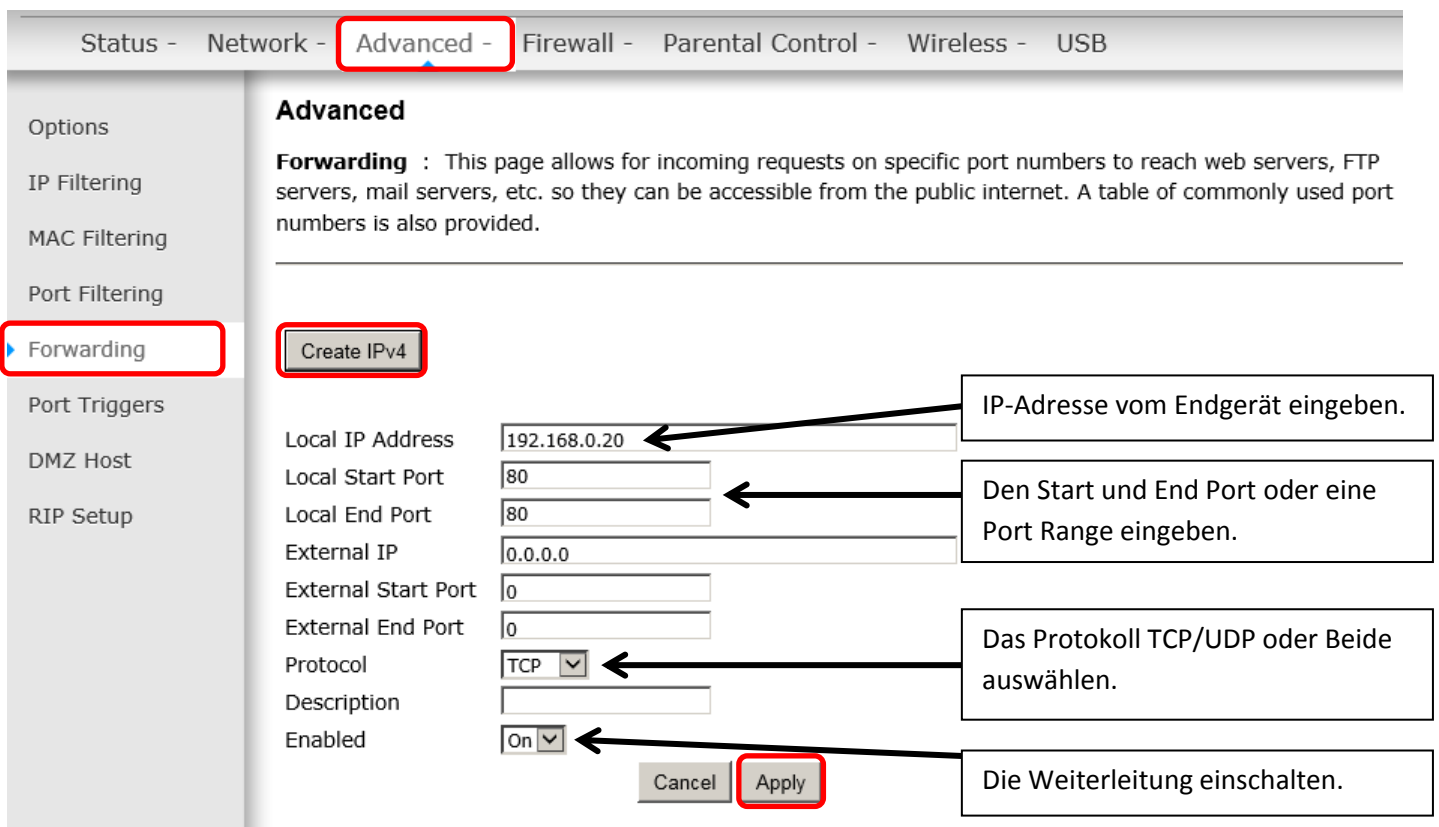 Status - Network - Advanced - Firewall - Parental Control - Wireless - USB
Options
IP Filtering
MAC Filtering
Port Filtering
Forwarding
Port Triggers
DMZ Host
RIP Setup
Advanced
Forwarding : This page allows for incoming requests on specific port numbers to reach web servers, FTP
servers, mail servers, etc. so they can be accessible from the public internet. A table of commonly used port
numbers is also provided.
Create IPv4
Local IP Address 192.168.0.20
Local Start Port 80
Local End Port 80
External IP 0.0.0.0
External Start Port 0
External End Port 0
Protocol TCP
Description
Enabled On
Cancel Apply
IP-Adresse vom Endgerät eingeben.
Den Start und End Port oder eine
Port Range eingeben.
Das Protokoll TCP/UDP oder Beide
auswählen.
Die Weiterleitung einschalten.